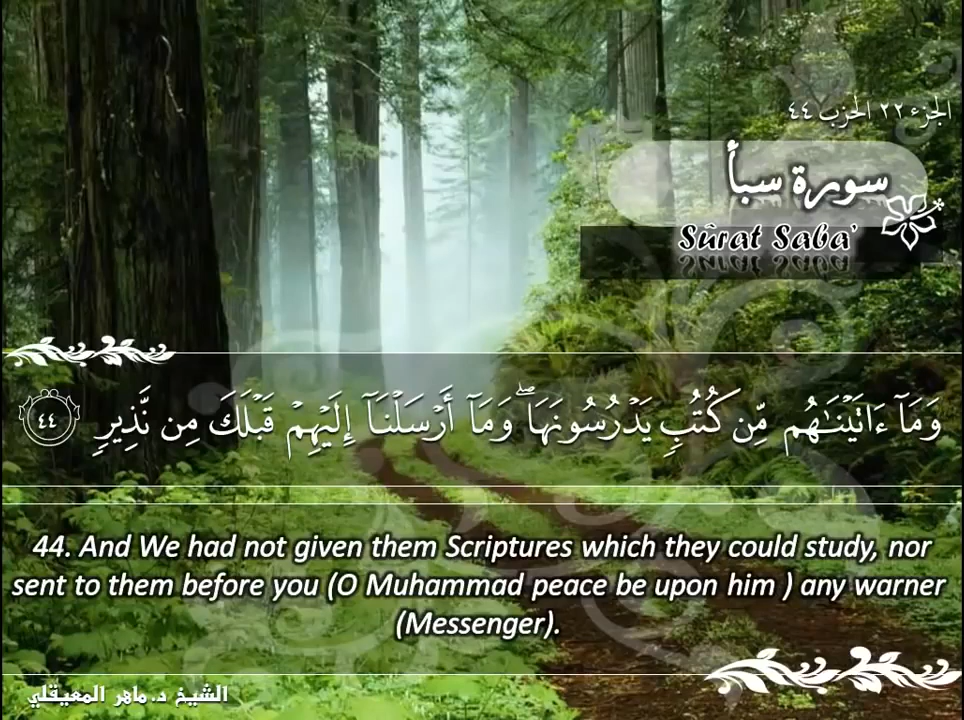 الجزء ٢٢ الحزب ٤٤
سورة سبأ
Sûrat Saba'
وَمَآ ءَاتَيْنَٰهُم مِّن كُتُبٍ يَدْرُسُونَهَا ۖ وَمَآ أَرْسَلْنَآ إِلَيْهِمْ قَبْلَكَ مِن نَّذِيرٍ ٤٤
44. And We had not given them Scriptures which they could study, nor
sent to them before you (O Muhammad peace be upon him ) any warner
(Messenger).
الشيخ د. ماهر المعيقلي